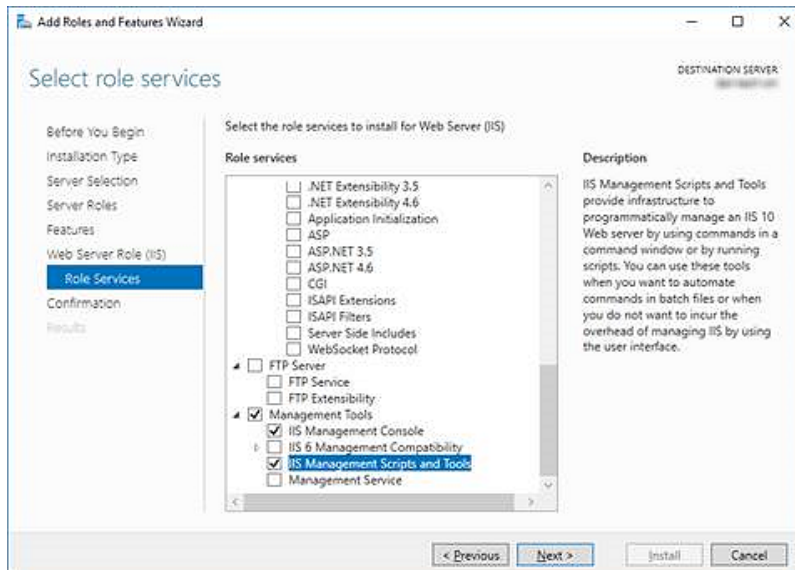 Add Roles and Features Wizard
Select role services
DESTINATION SERVER
Before You Begin
Installation Type
Server Selection
Server Roles
Features
Web Server Role (IIS)
Role Services
Confirmation
Results
Select the role services to install for Web Server (IIS)
Role services
.NET Extensibility 3.5
.NET Extensibility 4.6
Application Initialization
ASP
ASP.NET 3.5
ASP.NET 4.6
CGI
ISAPI Extensions
ISAPI Filters
Server Side Includes
WebSocket Protocol
FTP Server
FTP Service
FTP Extensibility
Management Tools
IIS Management Console
IIS 6 Management Compatibility
IIS Management Scripts and Tools
Management Service
Description
IIS Management Scripts and Tools
provide infrastructure to
programmatically manage an IIS 10
Web server by using commands in a
command window or by running
scripts. You can use these tools
when you want to automate
commands in batch files or when
you do not want to incur the
overhead of managing IIS by using
the user interface.
< Previous
Next >
Install
Cancel